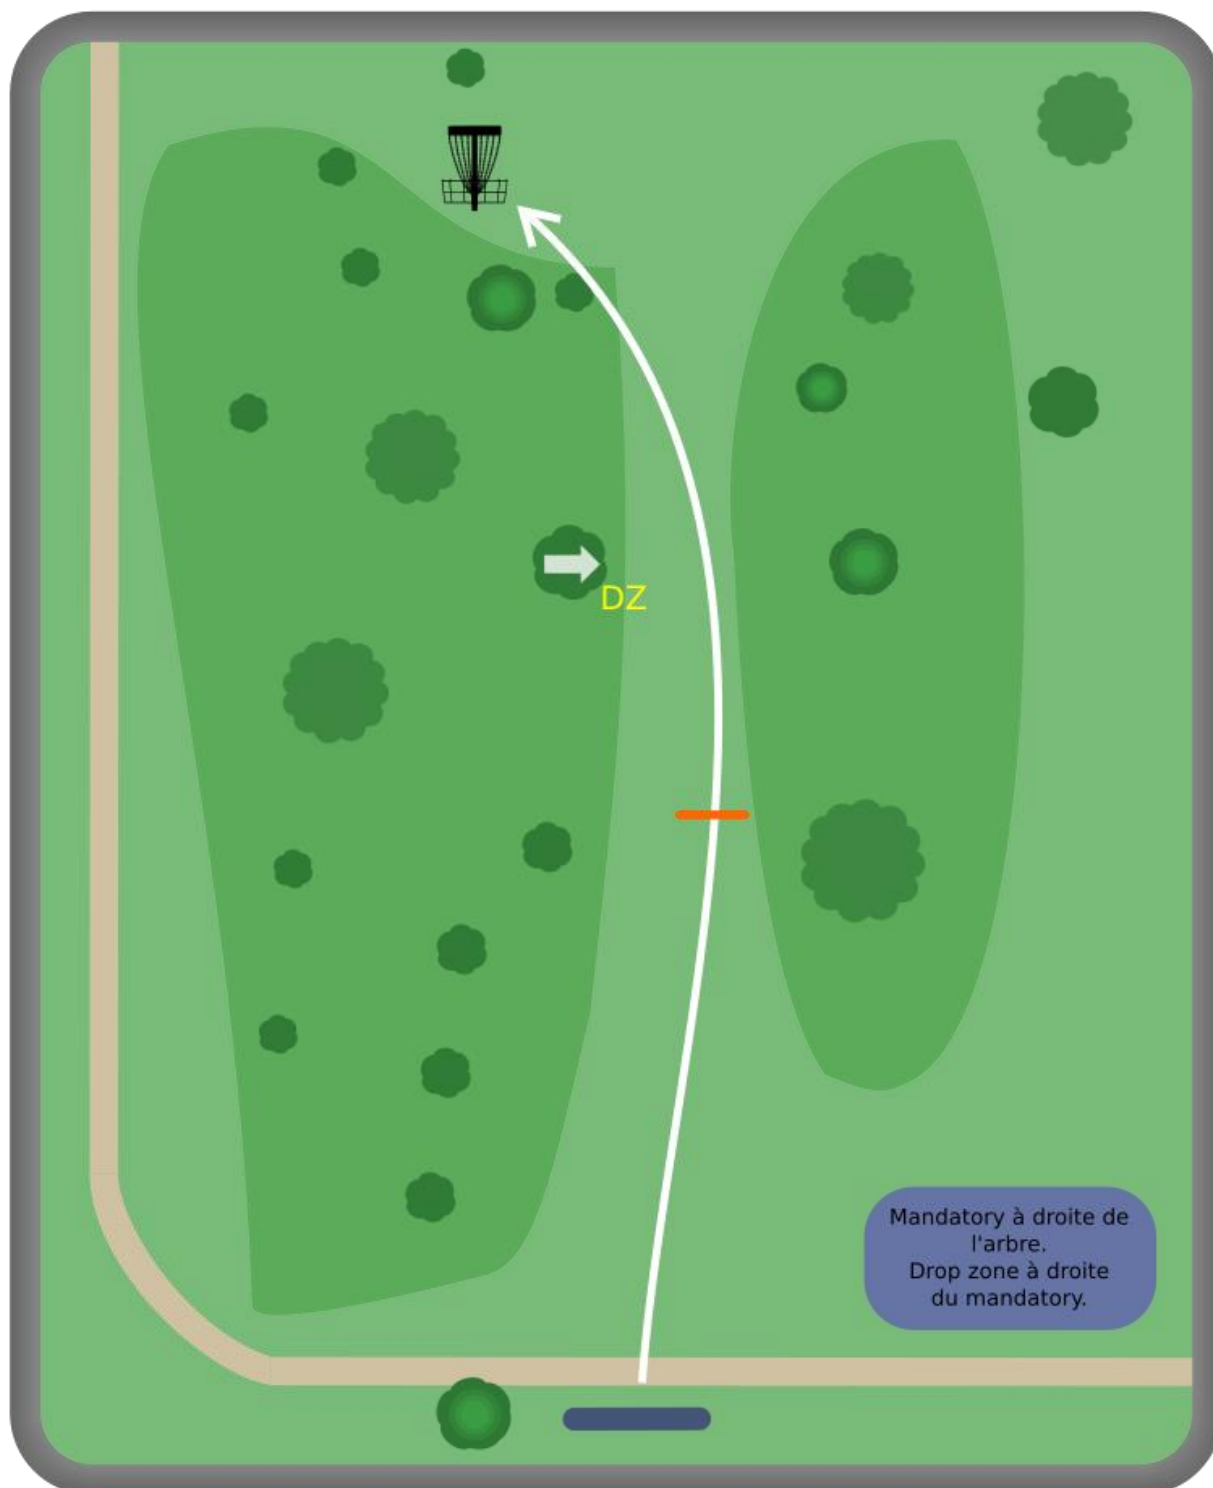 DZ
Mandatory à droite de
l'arbre.
Drop zone à droite
du mandatory.